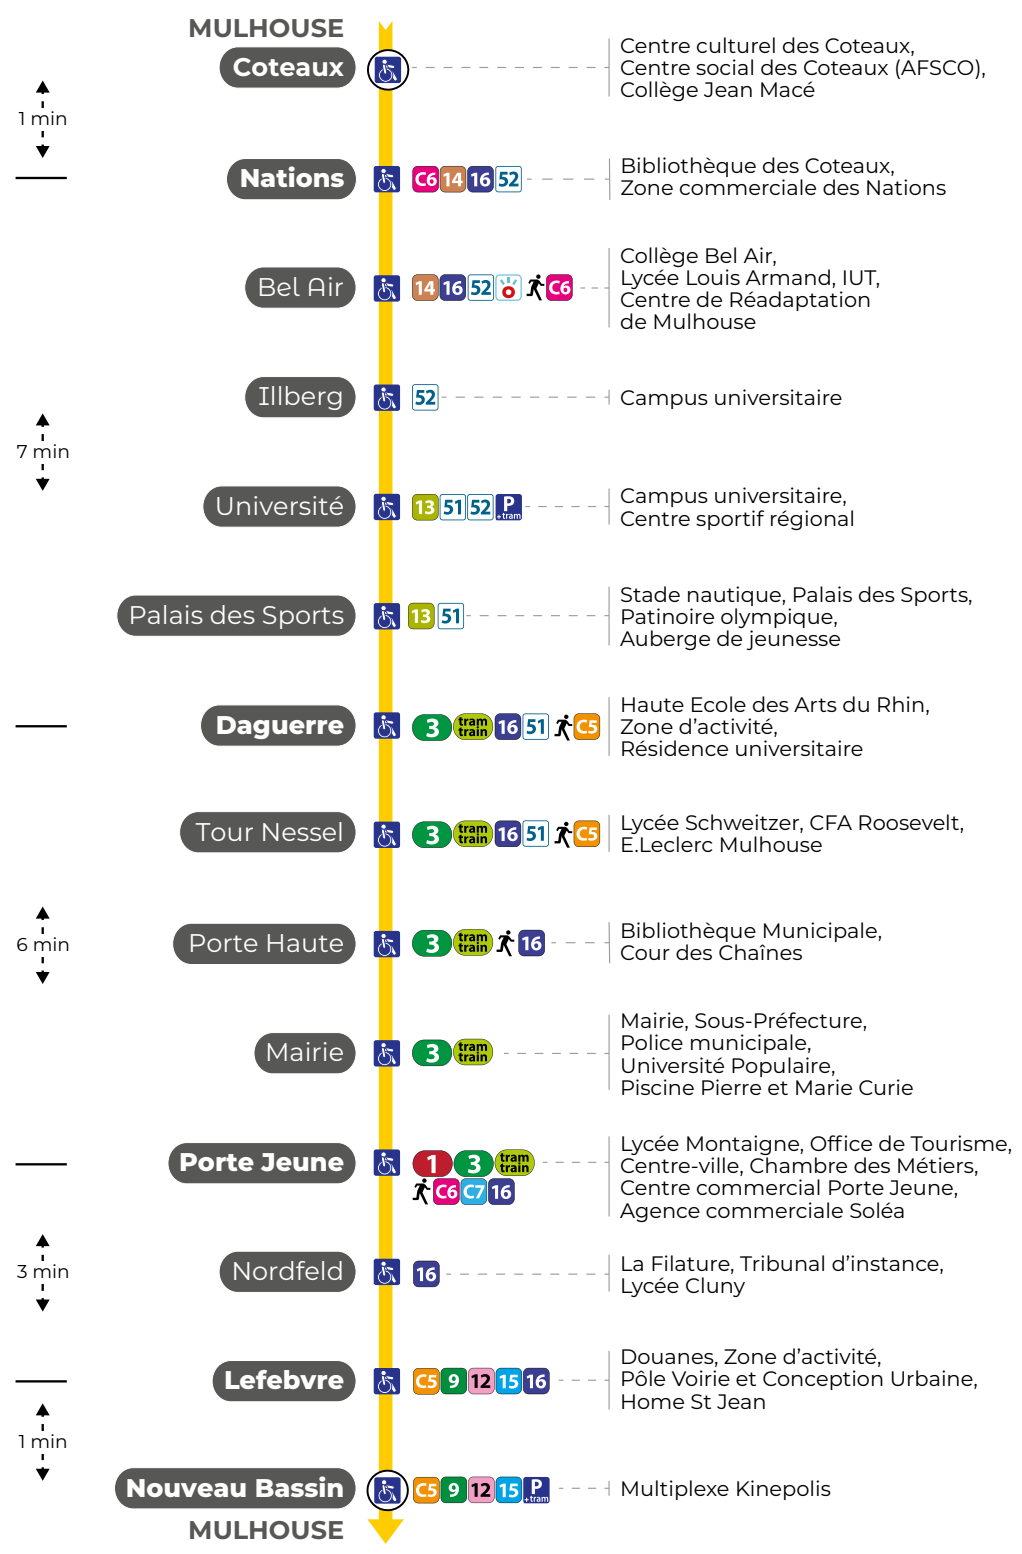 MULHOUSE
Coteaux
Centre culturel des Coteaux,
Centre social des Coteaux (AFSCO),
Collège Jean Macé
1 min
Nations
C6 14 16 52
Bibliothèque des Coteaux,
Zone commerciale des Nations
Bel Air
14 16 52 C6
Collège Bel Air,
Lycée Louis Armand, IUT,
Centre de Réadaptation
de Mulhouse
Illberg
52
Campus universitaire
7 min
Université
13 51 52 P
+tram
Campus universitaire,
Centre sportif régional
Palais des Sports
13 51
Stade nautique, Palais des Sports,
Patinoire olympique,
Auberge de jeunesse
Daguerre
3 tram train 16 51 C5
Haute Ecole des Arts du Rhin,
Zone d'activité,
Résidence universitaire
Tour Nessel
3 tram train 16 51 C5
Lycée Schweitzer, CFA Roosevelt,
E.Leclerc Mulhouse
6 min
Porte Haute
3 tram train 16
Bibliothèque Municipale,
Cour des Chaînes
Mairie
3 tram train
Mairie, Sous-Préfecture,
Police municipale,
Université Populaire,
Piscine Pierre et Marie Curie
Porte Jeune
1 3 tram train
C6 C7 16
Lycée Montaigne, Office de Tourisme,
Centre-ville, Chambre des Métiers,
Centre commercial Porte Jeune,
Agence commerciale Soléa
3 min
Nordfeld
16
La Filature, Tribunal d'instance,
Lycée Cluny
Lefebvre
C5 9 12 15 16
Douanes, Zone d'activité,
Pôle Voirie et Conception Urbaine,
Home St Jean
1 min
Nouveau Bassin
C5 9 12 15 P
+tram
Multiplexe Kinepolis
MULHOUSE